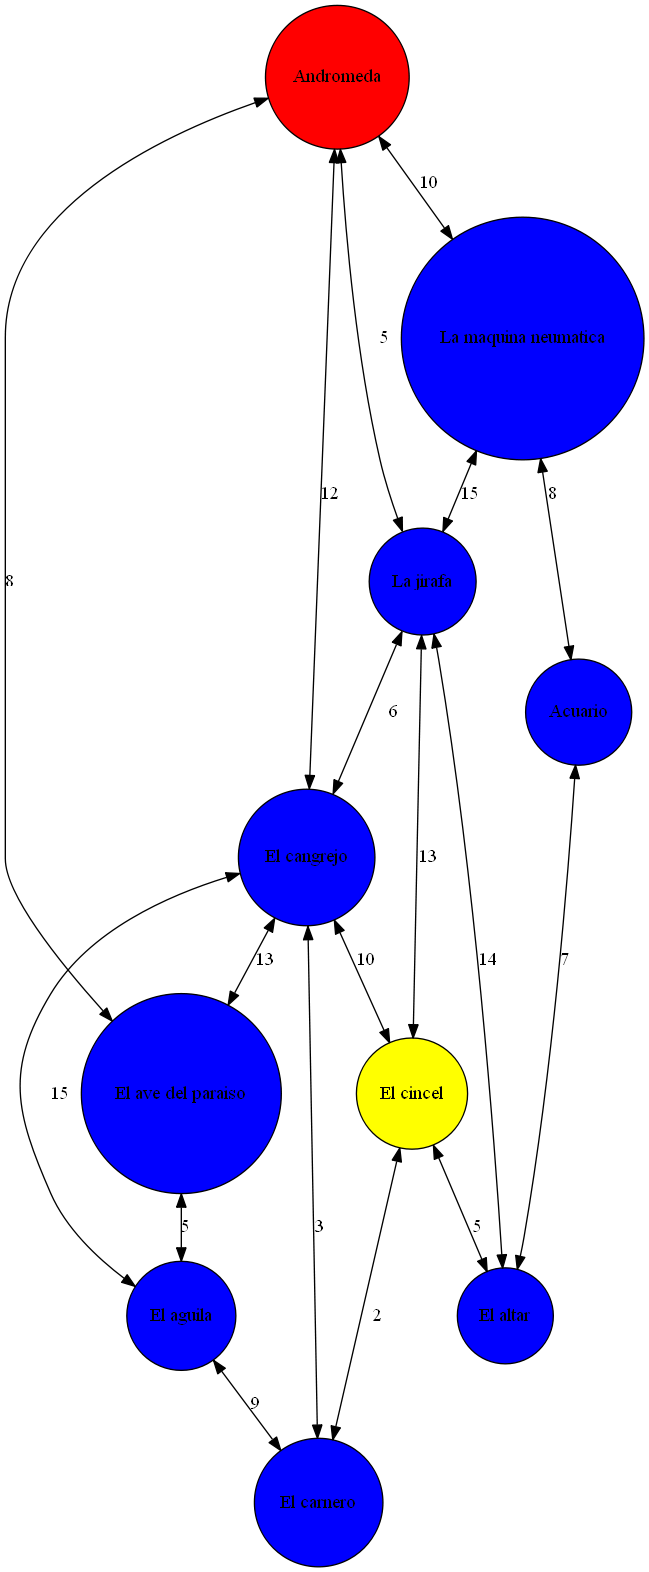 Andromeda
10
La maquina neumatica
5
12
15
8
8
La jirafa
6
Acuario
El cangrejo
13
13
10
14
7
15
El ave del paraiso
El cincel
5
3
5
2
El aguila
El altar
9
El carnero